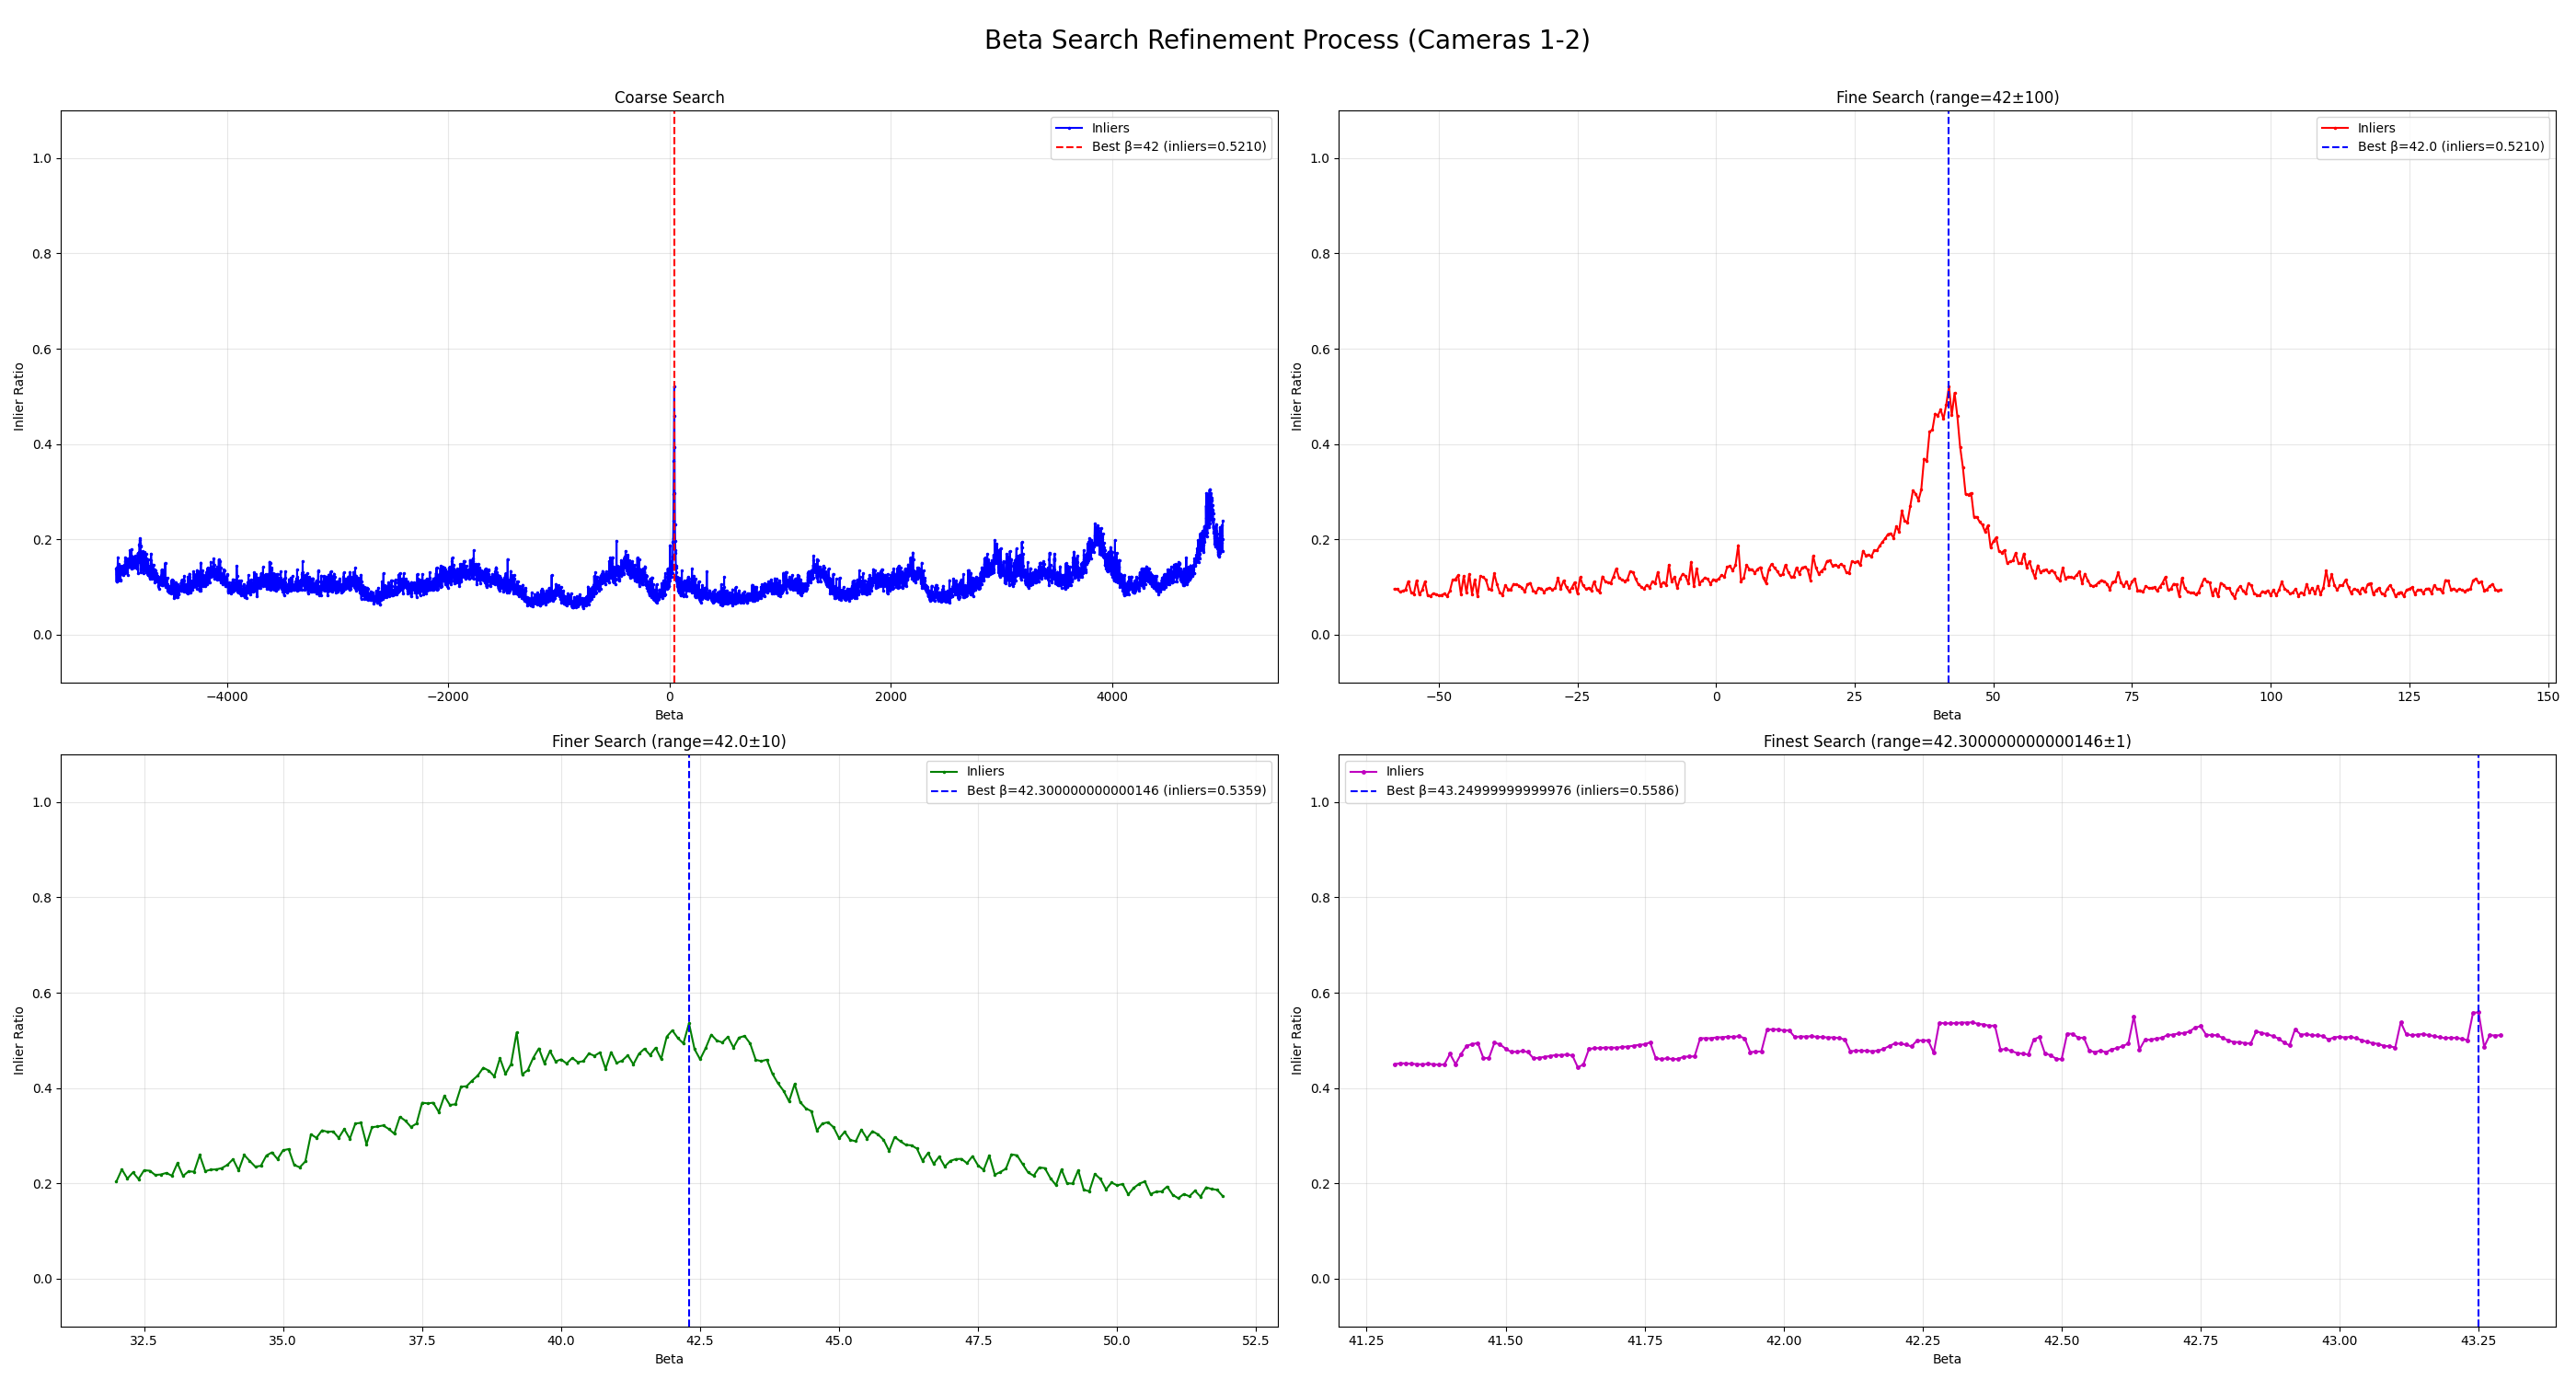 Beta Search Refinement Process (Cameras 1-2)
Coarse Search
Inliers
Best β=42 (inliers=0.5210)
1.0
0.8
0.6
0.4
0.2
0.0
Inlier Ratio
−4000
−2000
0
2000
4000
Beta
Fine Search (range=42±100)
Inliers
Best β=42.0 (inliers=0.5210)
1.0
0.8
0.6
0.4
0.2
0.0
Inlier Ratio
−50
−25
0
25
50
75
100
125
150
Beta
Finer Search (range=42.0±10)
Inliers
Best β=42.300000000000146 (inliers=0.5359)
1.0
0.8
0.6
0.4
0.2
0.0
Inlier Ratio
32.5
35.0
37.5
40.0
42.5
45.0
47.5
50.0
52.5
Beta
Finest Search (range=42.300000000000146±1)
Inliers
Best β=43.24999999999976 (inliers=0.5586)
1.0
0.8
0.6
0.4
0.2
0.0
Inlier Ratio
41.25
41.50
41.75
42.00
42.25
42.50
42.75
43.00
43.25
Beta